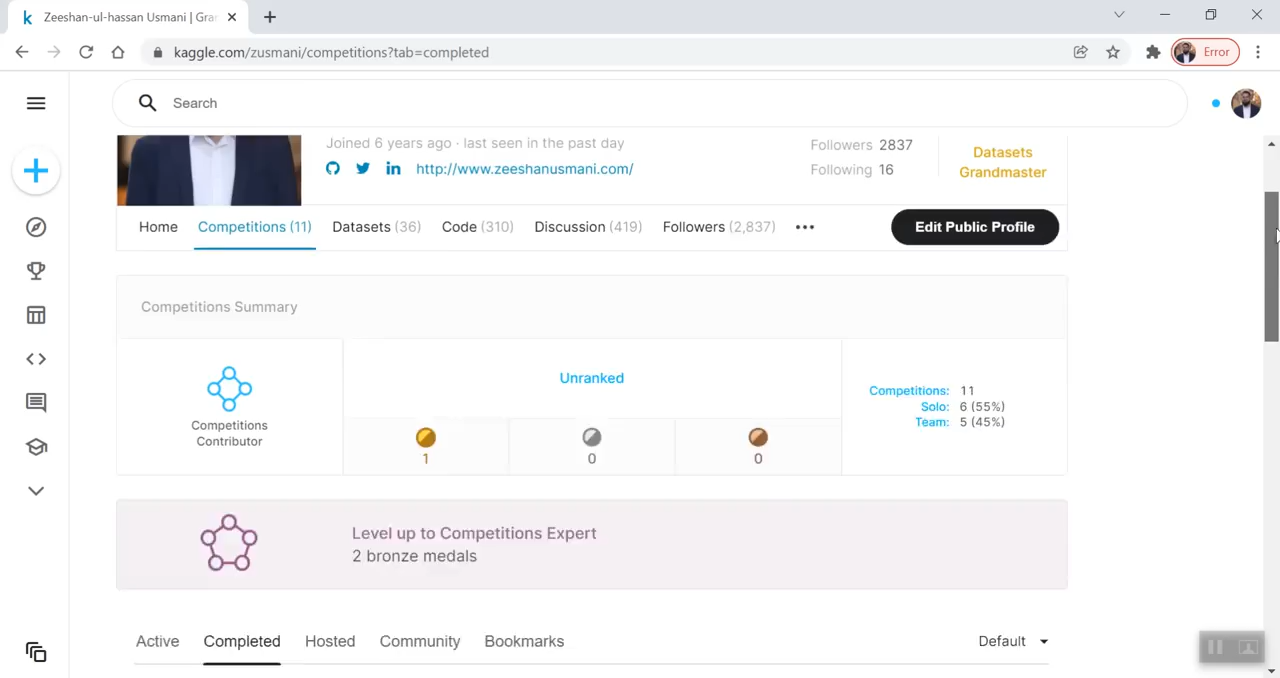 Zeeshan-ul-hassan Usmani | Gra
kaggle.com/zusmani/competitions?tab=completed
Error
Search
Joined 6 years ago · last seen in the past day
Followers 2837
Datasets
http://www.zeeshanusmani.com/
Following 16
Grandmaster
Home Competitions (11) Datasets (36) Code (310) Discussion (419) Followers (2,837) ••• Edit Public Profile
Competitions Summary
Unranked
Competitions: 11
Solo: 6 (55%)
Team: 5 (45%)
Competitions
Contributor
1 0 0
Level up to Competitions Expert
2 bronze medals
Active Completed Hosted Community Bookmarks Default